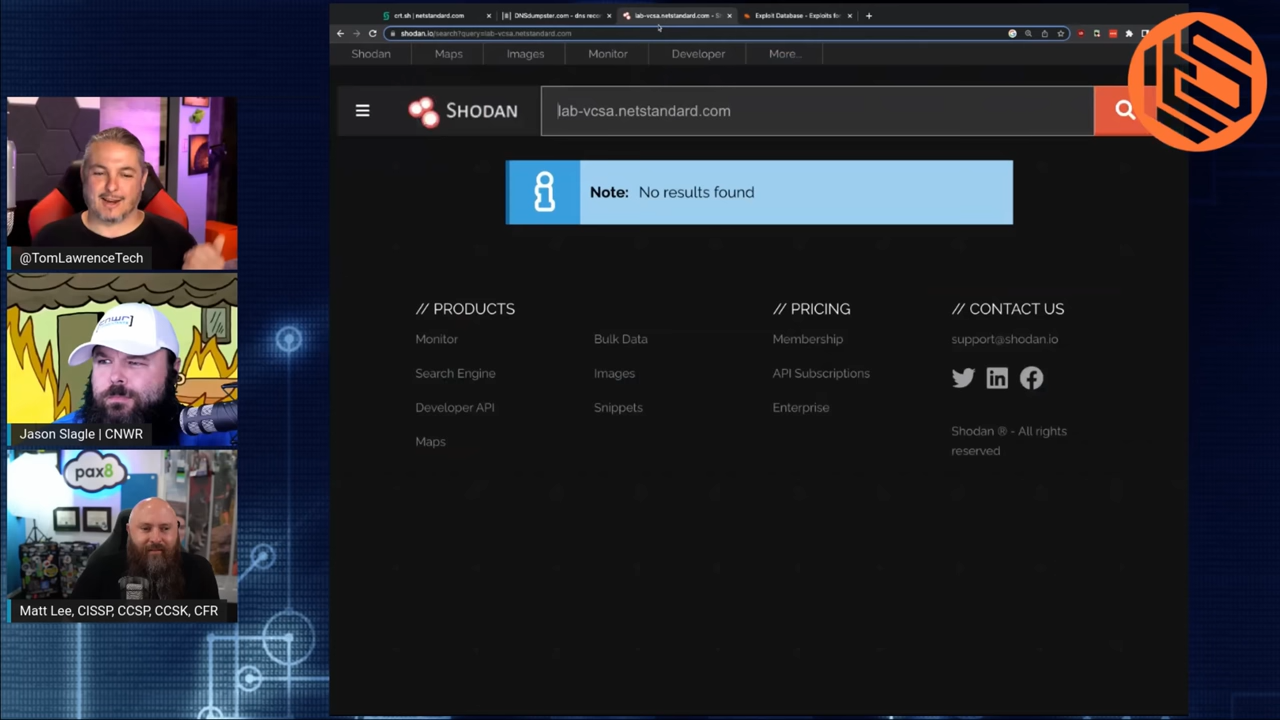 crt.sh | netstandard.com
DNSdumpster.com - dns recor
lab-vcsa.netstandard.com - S
Exploit Database - Exploits for
shodan.io/search?query=lab-vcsa.netstandard.com
Shodan
Maps
Images
Monitor
Developer
More...
SHODAN
lab-vcsa.netstandard.com
Note: No results found
// PRODUCTS
Monitor
Bulk Data
Search Engine
Images
Developer API
Snippets
Maps
// PRICING
Membership
API Subscriptions
Enterprise
// CONTACT US
support@shodan.io
Shodan ® - All rights
reserved
@TomLawrenceTech
Jason Slagle | CNWR
pax8
Matt Lee, CISSP, CCSP, CCSK, CFR